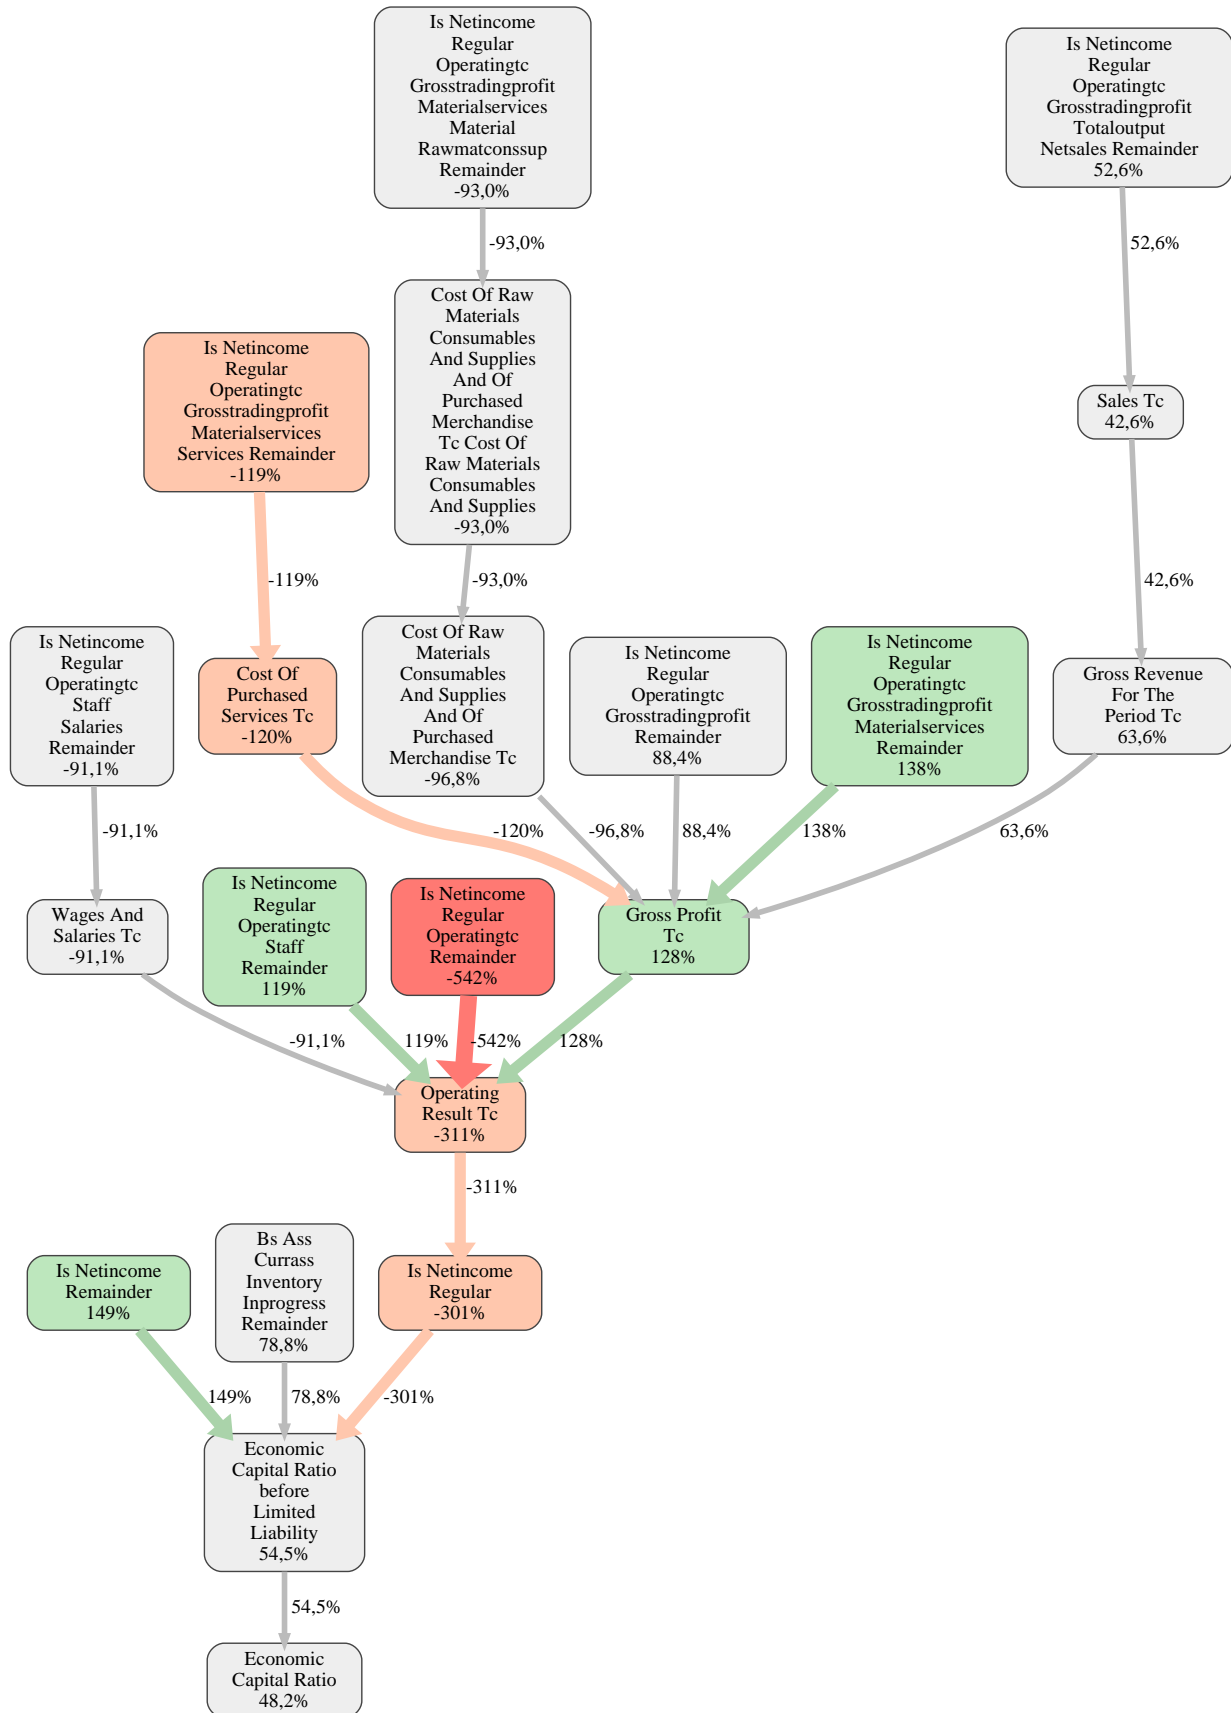 Is Netincome
Regular
Operatingtc
Grosstradingprofit
Materialservices
Material
Rawmatconssup
Remainder
-93,0%
Is Netincome
Regular
Operatingtc
Grosstradingprofit
Totaloutput
Netsales Remainder
52,6%
-93,0%
52,6%
Cost Of Raw
Materials
Consumables
And Supplies
And Of
Purchased
Merchandise
Tc Cost Of
Raw Materials
Consumables
And Supplies
-93,0%
Is Netincome
Regular
Operatingtc
Grosstradingprofit
Materialservices
Services Remainder
-119%
Sales Tc
42,6%
-119%
-93,0%
42,6%
Is Netincome
Regular
Operatingtc
Staff
Salaries
Remainder
-91,1%
Cost Of
Purchased
Services Tc
-120%
Cost Of Raw
Materials
Consumables
And Supplies
And Of
Purchased
Merchandise Tc
-96,8%
Is Netincome
Regular
Operatingtc
Grosstradingprofit
Remainder
88,4%
Is Netincome
Regular
Operatingtc
Grosstradingprofit
Materialservices
Remainder
138%
Gross Revenue
For The
Period Tc
63,6%
-91,1%
-120%
-96,8%
88,4%
138%
63,6%
Wages And
Salaries Tc
-91,1%
Is Netincome
Regular
Operatingtc
Staff
Remainder
119%
Is Netincome
Regular
Operatingtc
Remainder
-542%
Gross Profit
Tc
128%
-91,1%
119%
-542%
128%
Operating
Result Tc
-311%
-311%
Is Netincome
Remainder
149%
Bs Ass
Currass
Inventory
Inprogress
Remainder
78,8%
Is Netincome
Regular
-301%
149%
78,8%
-301%
Economic
Capital Ratio
before
Limited
Liability
54,5%
54,5%
Economic
Capital Ratio
48,2%